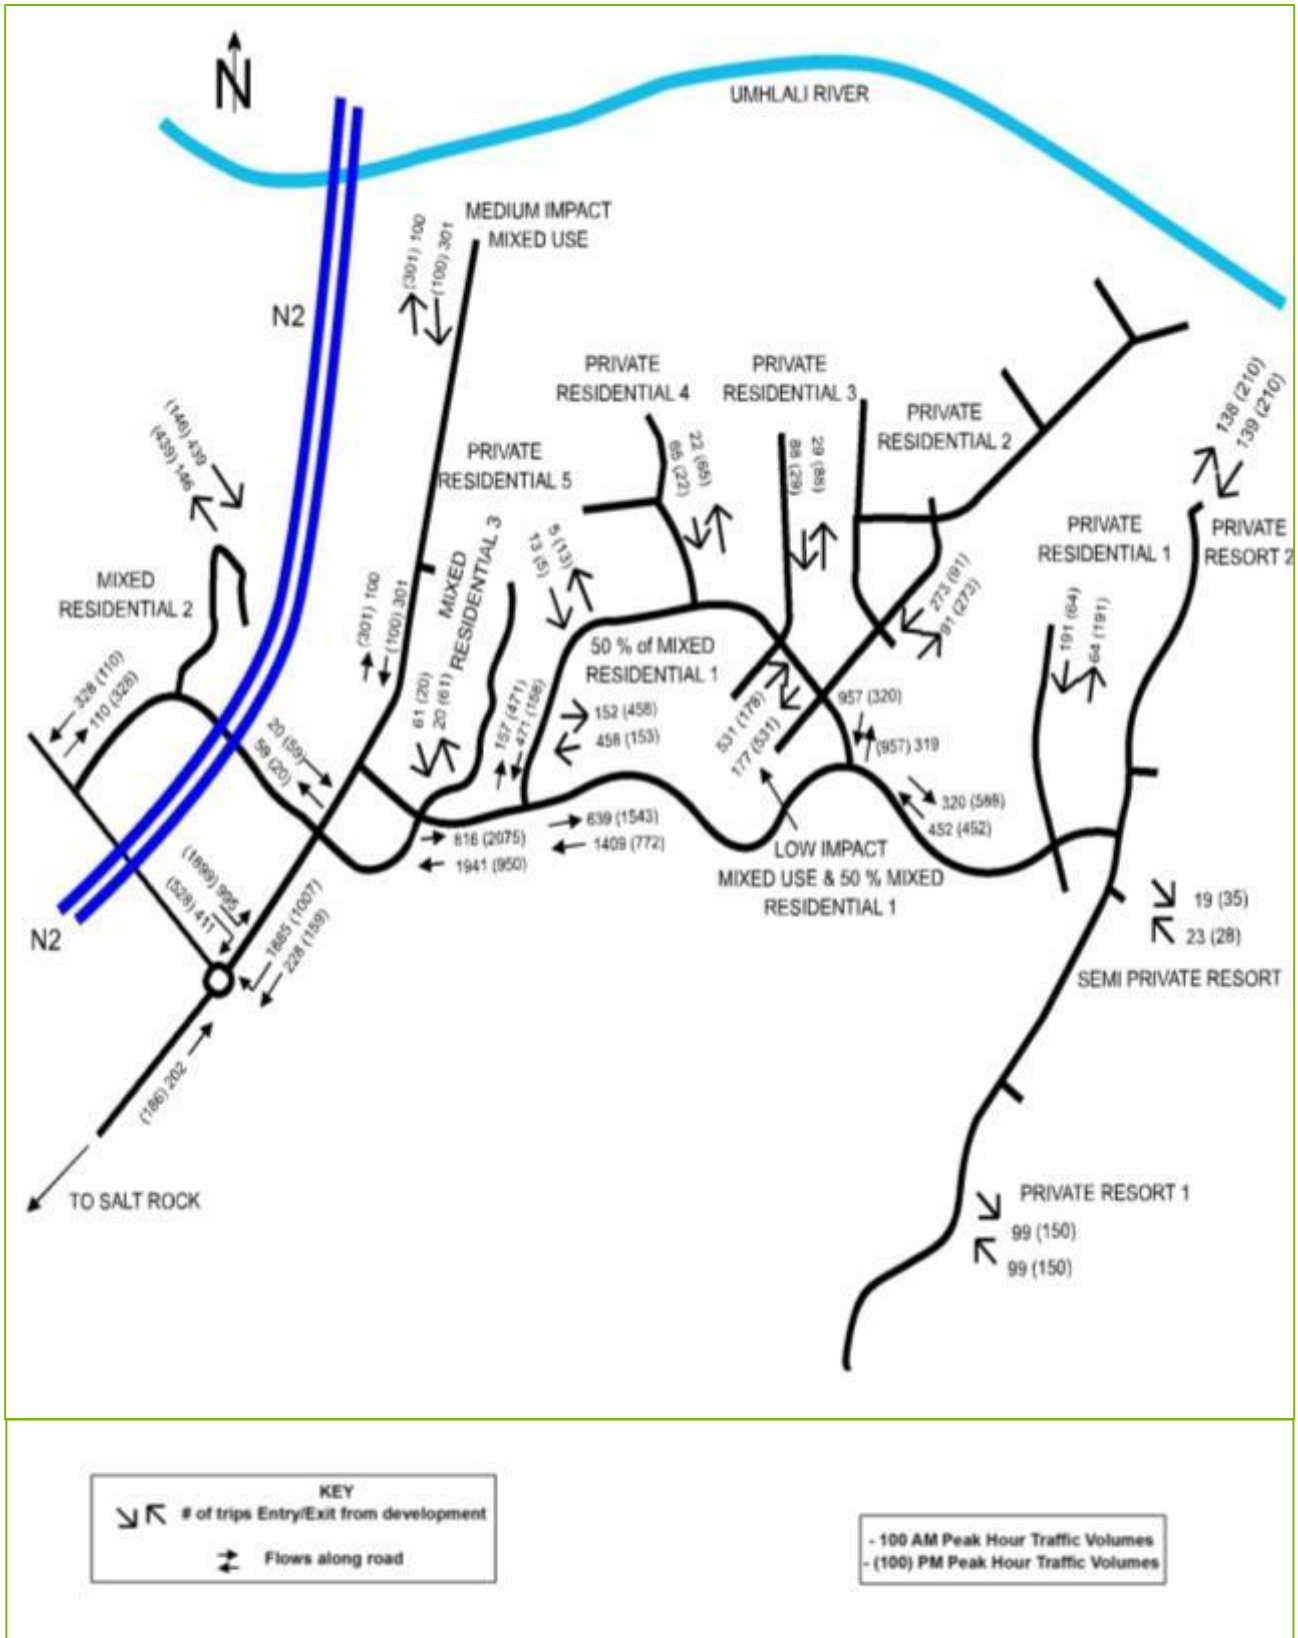 N
UMHLALI RIVER
MEDIUM IMPACT
MIXED USE
(301) 100
(100) 301
N2
PRIVATE
RESIDENTIAL 4
PRIVATE
RESIDENTIAL 3
PRIVATE
RESIDENTIAL 2
138 (210)
139 (210)
(146) 439
(439) 146
22 (65)
65 (22)
29 (88)
88 (29)
PRIVATE
RESIDENTIAL 5
PRIVATE
RESIDENTIAL 1
PRIVATE
RESORT 2
MIXED
RESIDENTIAL 3
5 (13)
13 (5)
MIXED
RESIDENTIAL 2
(301) 100
(100) 301
273 (91)
91 (273)
191 (64)
64 (191)
50 % of MIXED
RESIDENTIAL 1
328 (110)
110 (328)
61 (20)
20 (61)
157 (471)
471 (158)
152 (458)
458 (153)
531 (178)
177 (531)
957 (320)
(957) 319
20 (59)
59 (20)
320 (588)
452 (452)
639 (1543)
1409 (772)
816 (2075)
1941 (950)
LOW IMPACT
MIXED USE & 50 % MIXED
RESIDENTIAL 1
(1899) 995
(528) 411
1885 (1007)
228 (159)
19 (35)
23 (28)
N2
SEMI PRIVATE RESORT
(186) 202
TO SALT ROCK
PRIVATE RESORT 1
99 (150)
99 (150)
KEY
# of trips Entry/Exit from development
Flows along road
- 100 AM Peak Hour Traffic Volumes
- (100) PM Peak Hour Traffic Volumes